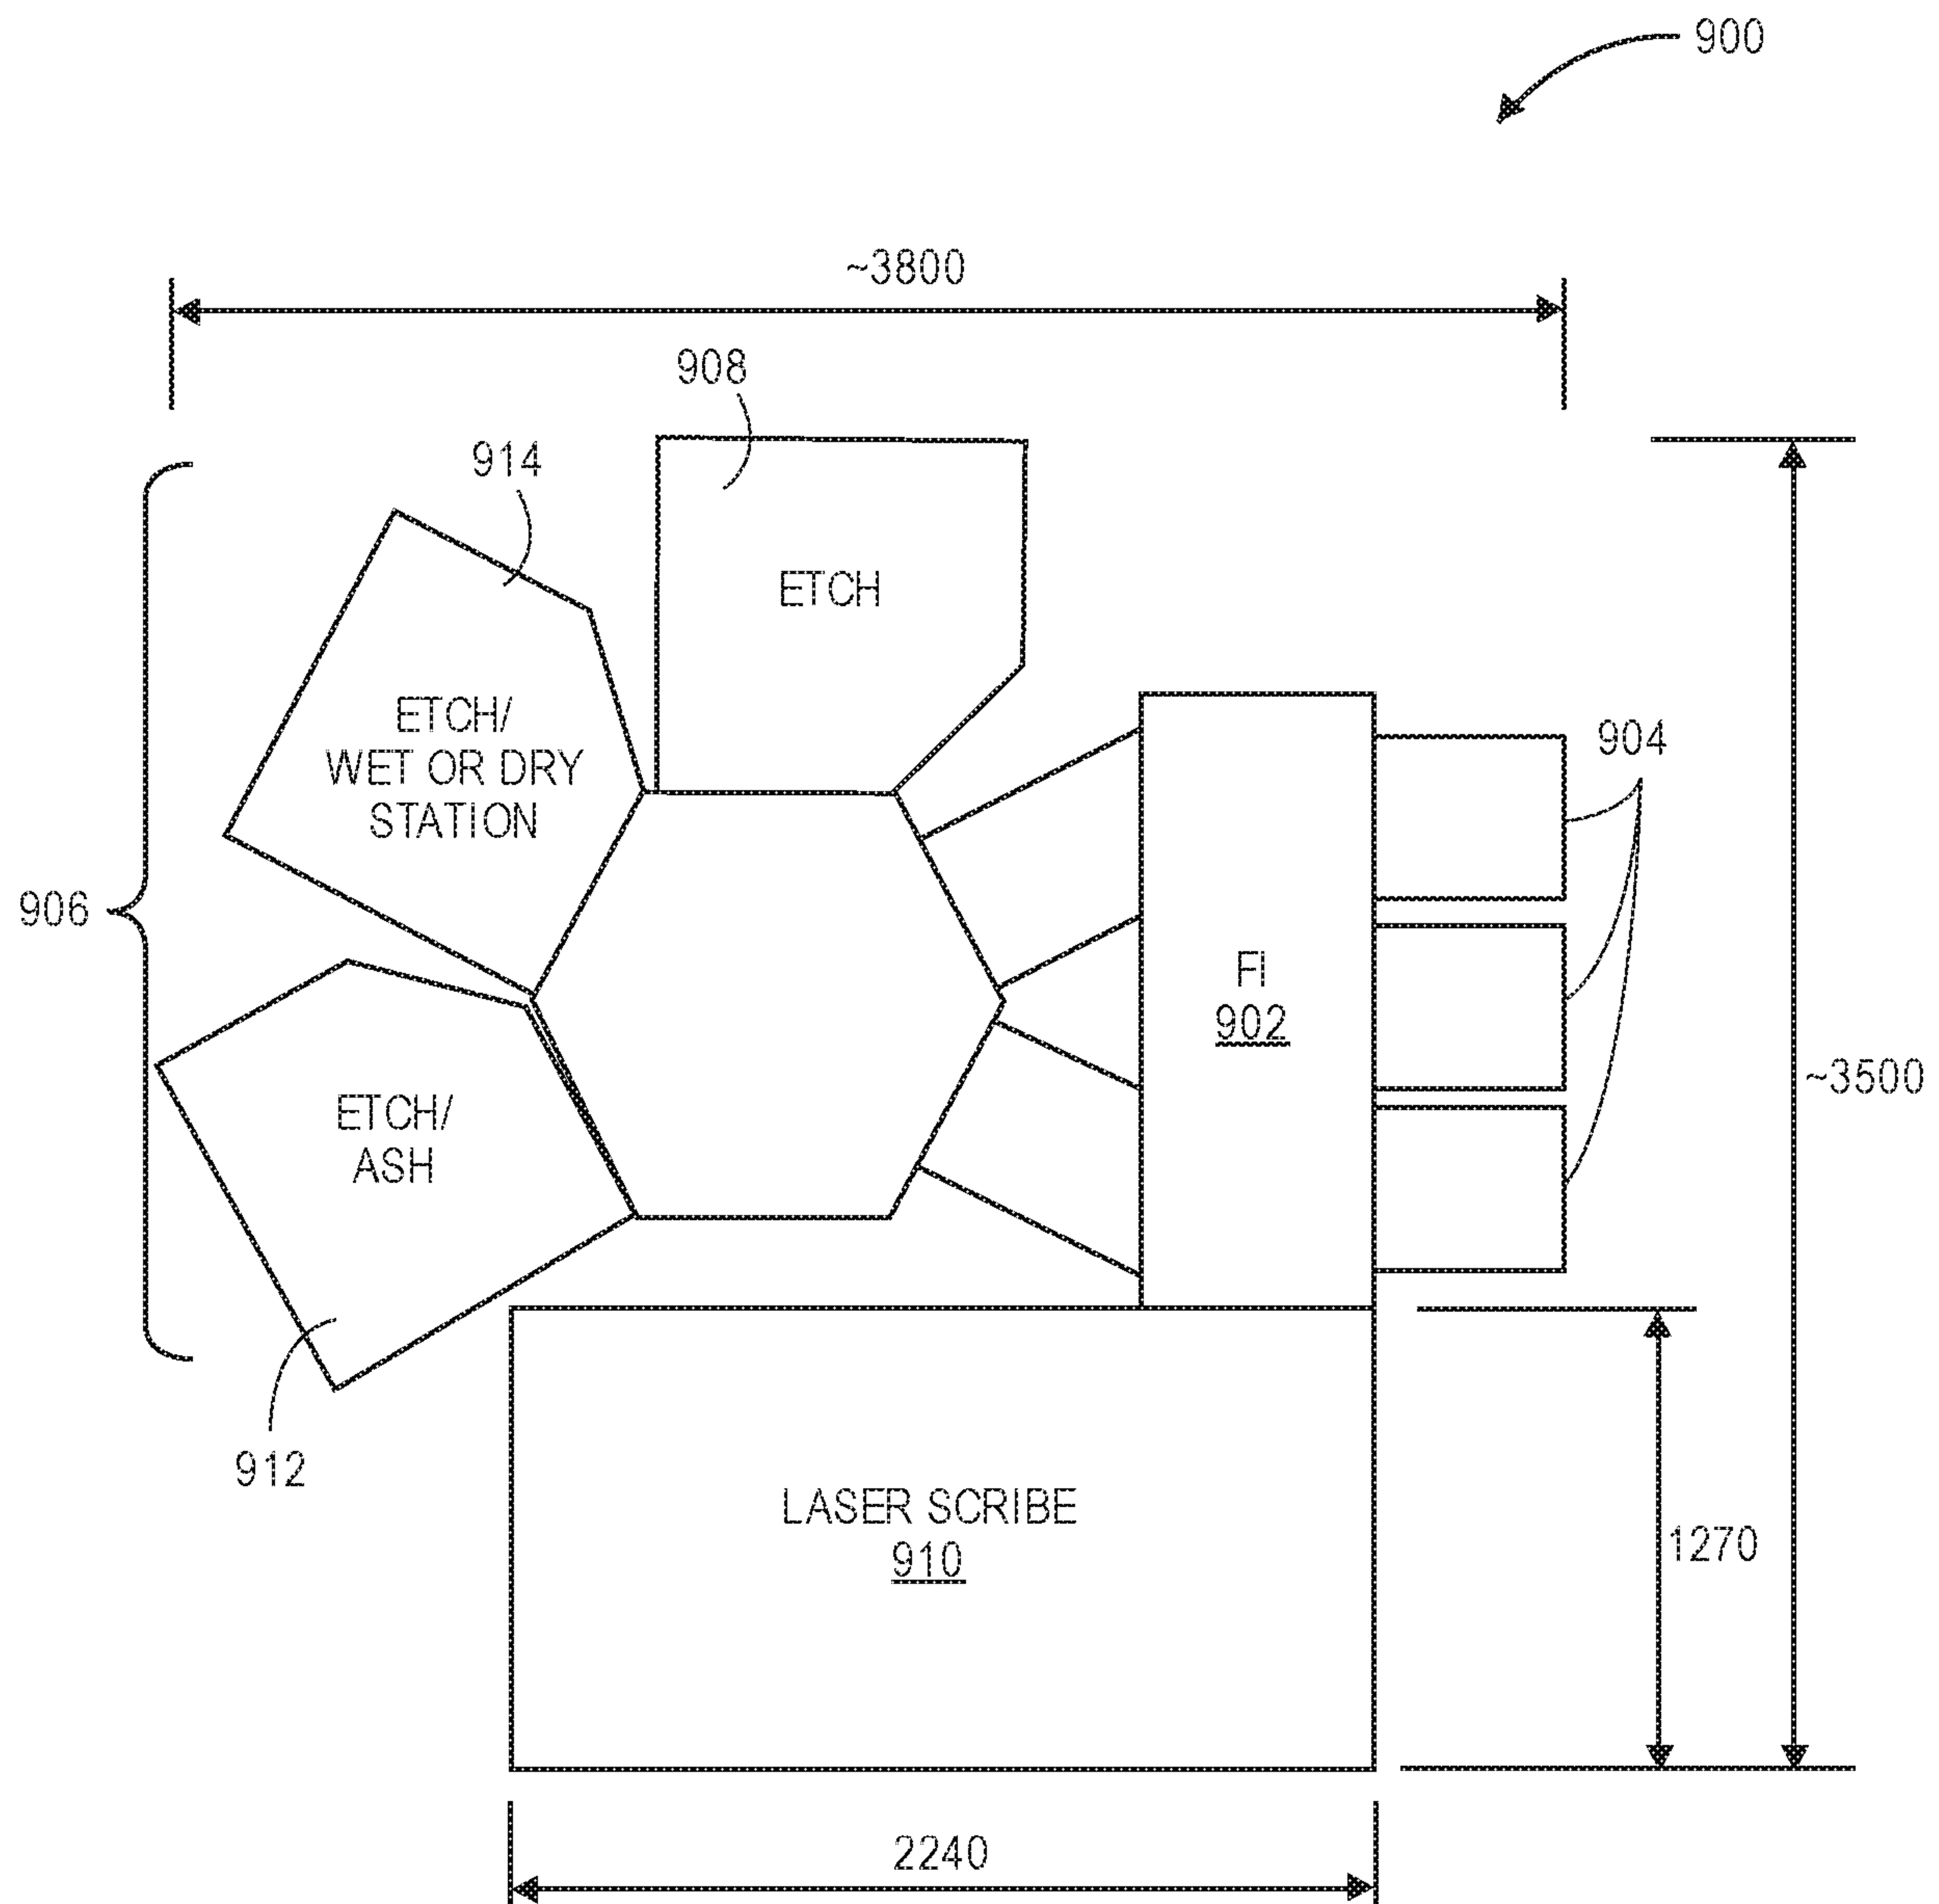 900
~3800
908
914
ETCH
ETCH/
WET OR DRY
STATION
904
906
FI
902
~3500
ETCH/
ASH
912
LASER SCRIBE
910
1270
2240